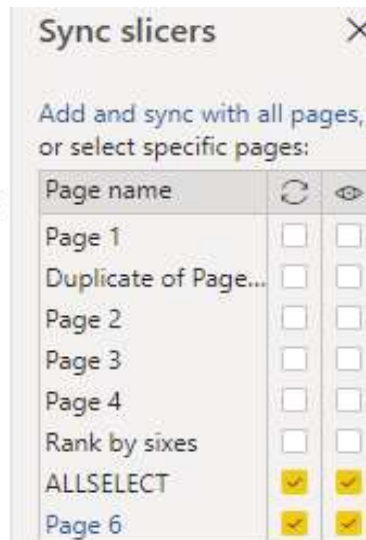 Sync slicers
Add and sync with all pages,
or select specific pages:
Page name
Page 1
Duplicate of Page...
Page 2
Page 3
Page 4
Rank by sixes
ALLSELECT
Page 6